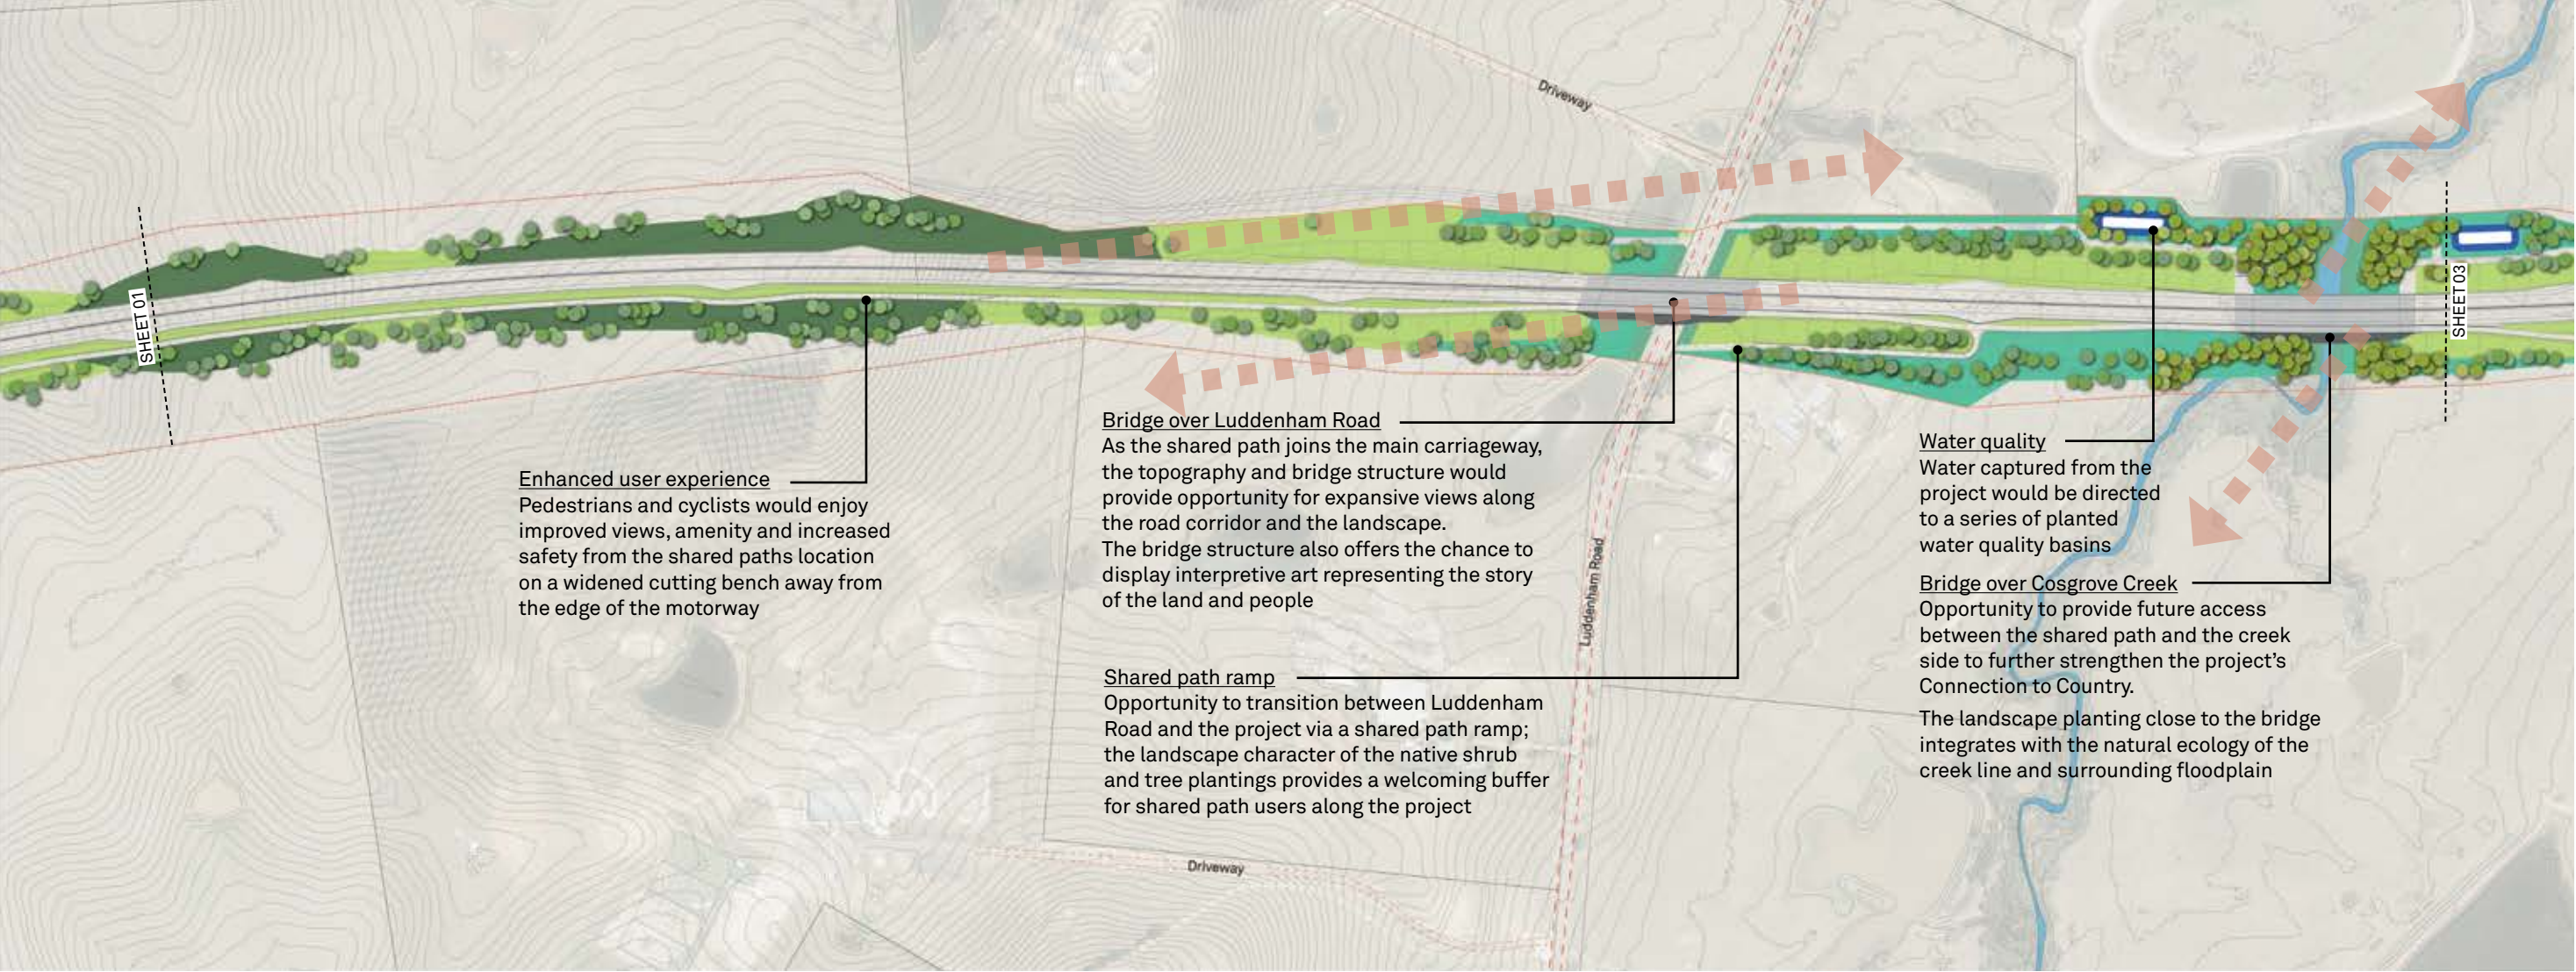 Driveway
SHEET 01
SHEET 03
Enhanced user experience
Pedestrians and cyclists would enjoy
improved views, amenity and increased
safety from the shared paths location
on a widened cutting bench away from
the edge of the motorway
Bridge over Luddenham Road
As the shared path joins the main carriageway,
the topography and bridge structure would
provide opportunity for expansive views along
the road corridor and the landscape.
The bridge structure also offers the chance to
display interpretive art representing the story
of the land and people
Shared path ramp
Opportunity to transition between Luddenham
Road and the project via a shared path ramp;
the landscape character of the native shrub
and tree plantings provides a welcoming buffer
for shared path users along the project
Luddenham Road
Water quality
Water captured from the
project would be directed
to a series of planted
water quality basins
Bridge over Cosgrove Creek
Opportunity to provide future access
between the shared path and the creek
side to further strengthen the project’s
Connection to Country.
The landscape planting close to the bridge
integrates with the natural ecology of the
creek line and surrounding floodplain
Driveway